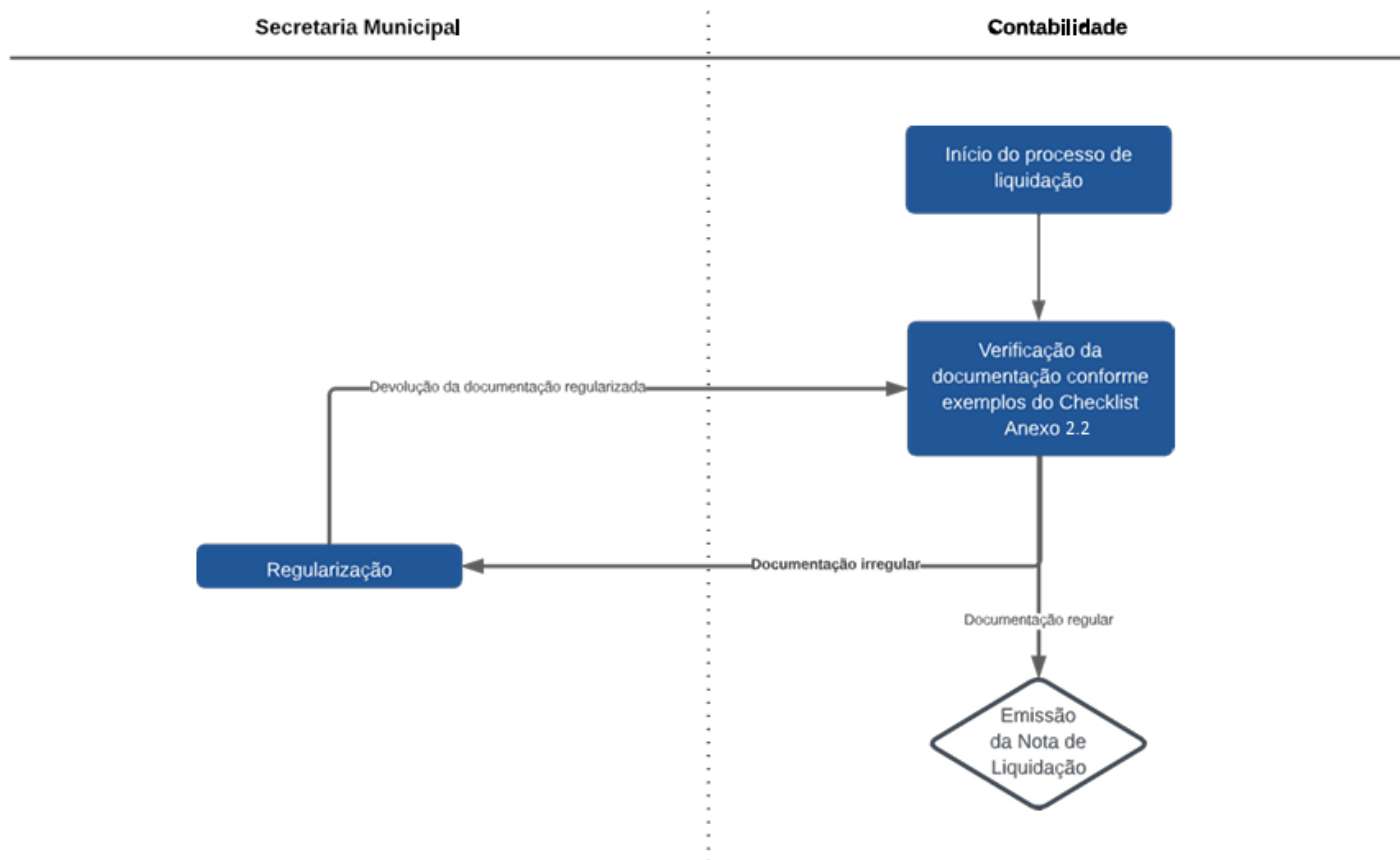 Secretaria Municipal
Contabilidade
Início do processo de
liquidação
Verificação da
documentação conforme
exemplos do Checklist
Anexo 2.2
Devolução da documentação regularizada
Regularização
Documentação irregular
Documentação regular
Emissão
da Nota de
Liquidação